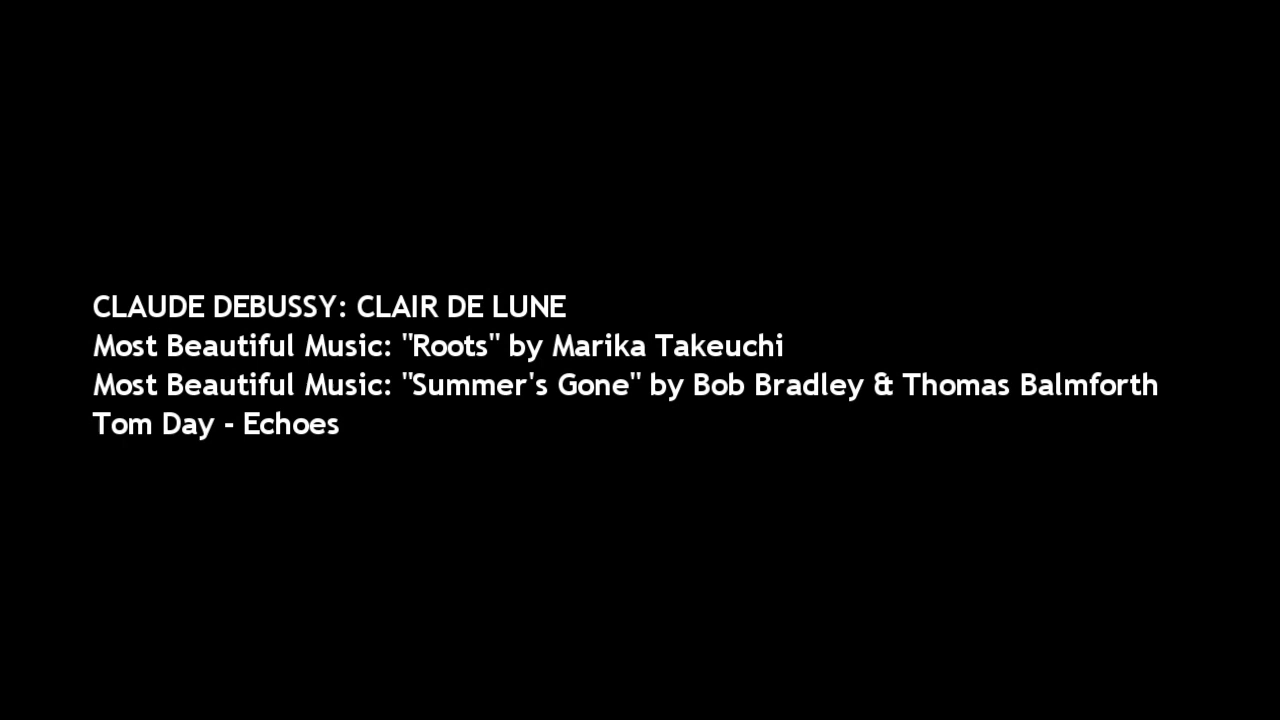 CLAUDE DEBUSSY: CLAIR DE LUNE
Most Beautiful Music: "Roots" by Marika Takeuchi
Most Beautiful Music: "Summer's Gone" by Bob Bradley & Thomas Balmforth
Tom Day - Echoes